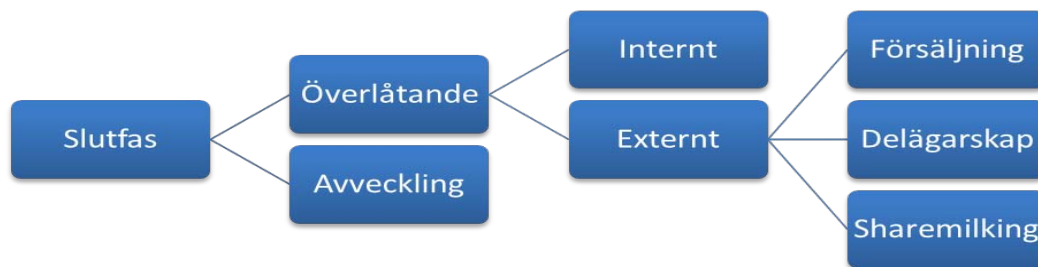 Slutfas
Överlåtande
Avveckling
Internt
Externt
Försäljning
Delägarskap
Sharemilking